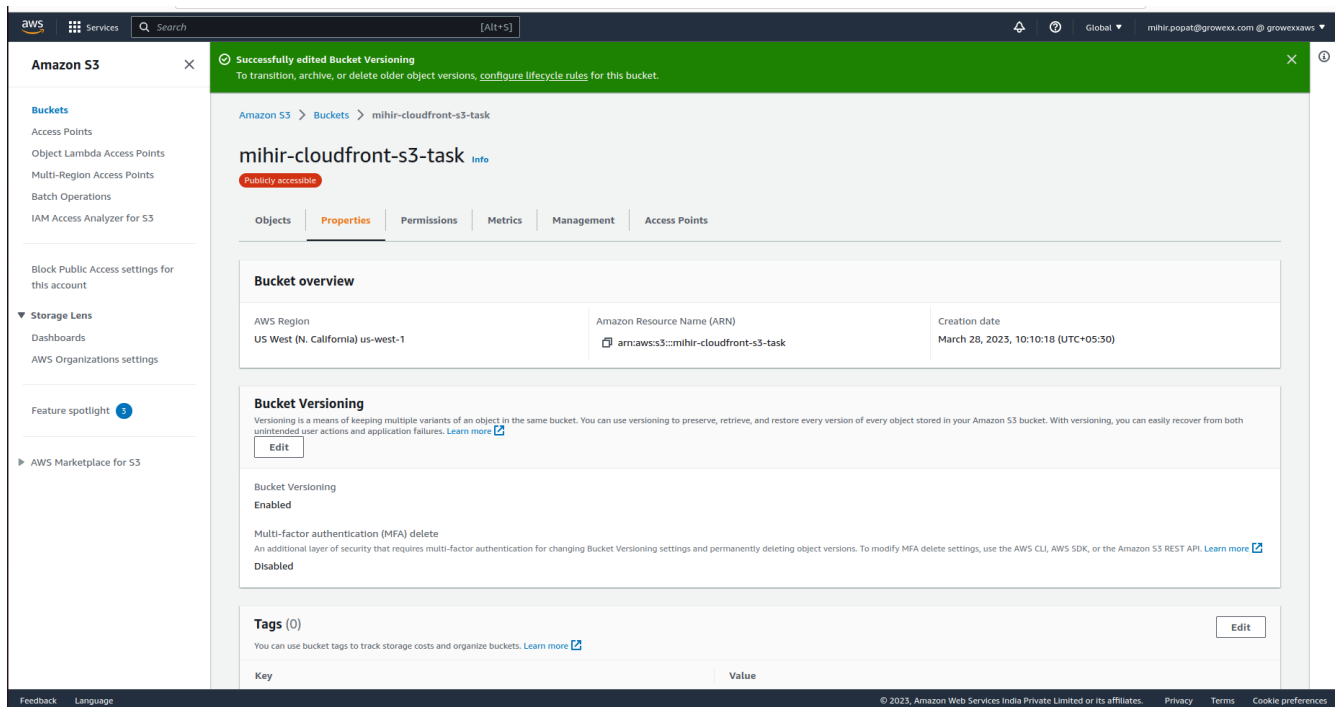 aws
Services
Search
[Alt+S]
Global ▼
mihir.popat@growexx.com @ growexxaws ▼
Amazon S3
Successfully edited Bucket Versioning
To transition, archive, or delete older object versions, configure lifecycle rules for this bucket.
Buckets
Access Points
Object Lambda Access Points
Multi-Region Access Points
Batch Operations
IAM Access Analyzer for S3
Block Public Access settings for
this account
Storage Lens
Dashboards
AWS Organizations settings
Feature spotlight 3
AWS Marketplace for S3
Amazon S3 > Buckets > mihir-cloudfront-s3-task
mihir-cloudfront-s3-task Info
Publicly accessible
Objects
Properties
Permissions
Metrics
Management
Access Points
Bucket overview
AWS Region
US West (N. California) us-west-1
Amazon Resource Name (ARN)
arn:aws:s3:::mihir-cloudfront-s3-task
Creation date
March 28, 2023, 10:10:18 (UTC+05:30)
Bucket Versioning
Versioning is a means of keeping multiple variants of an object in the same bucket. You can use versioning to preserve, retrieve, and restore every version of every object stored in your Amazon S3 bucket. With versioning, you can easily recover from both
unintended user actions and application failures. Learn more
Edit
Bucket Versioning
Enabled
Multi-factor authentication (MFA) delete
An additional layer of security that requires multi-factor authentication for changing Bucket Versioning settings and permanently deleting object versions. To modify MFA delete settings, use the AWS CLI, AWS SDK, or the Amazon S3 REST API. Learn more
Disabled
Tags (0)
You can use bucket tags to track storage costs and organize buckets. Learn more
Edit
Key
Value
Feedback
Language
© 2023, Amazon Web Services India Private Limited or its affiliates.
Privacy
Terms
Cookie preferences